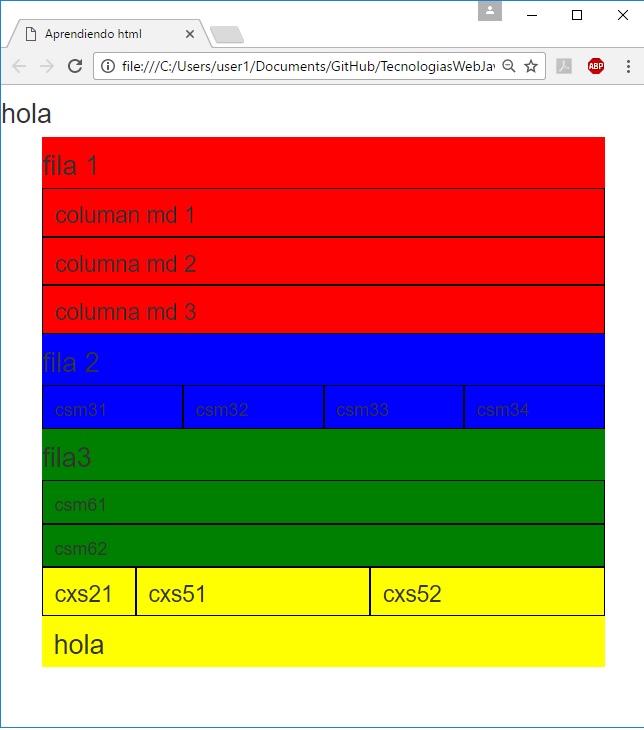 Aprendiendo html
file:///C:/Users/user1/Documents/GitHub/TecnologiasWebJav
ABP
hola
fila 1
columan md 1
columna md 2
columna md 3
fila 2
csm31 csm32 csm33 csm34
fila3
csm61
csm62
cxs21 cxs51 cxs52
hola